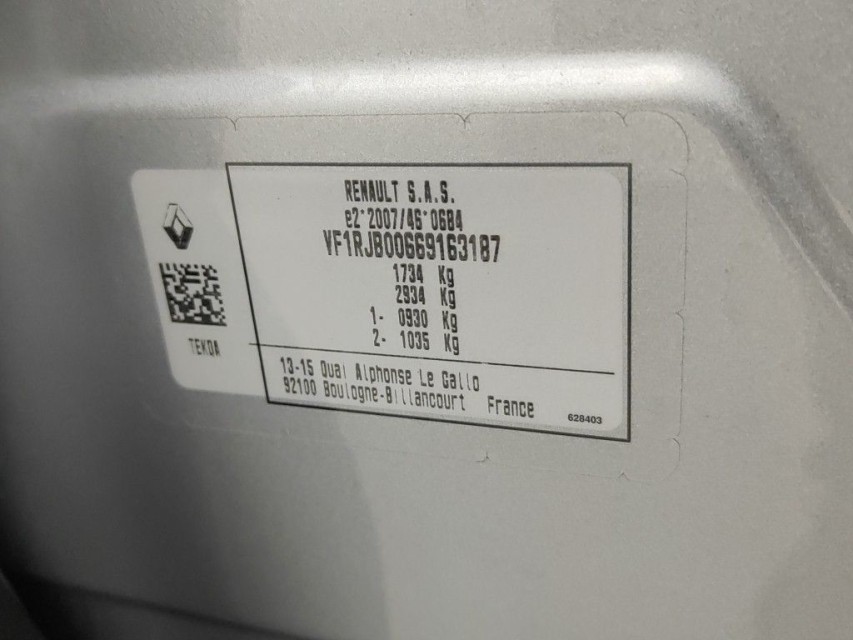 RENAULT S.A.S.
e2*2007/46*0684
VF1RJB00669163187
1734 Kg
2934 Kg
1- 0930 Kg
2- 1035 Kg
TEKQA
13-15 Quai Alphonse Le Gallo
92100 Boulogne-Billancourt France
628403